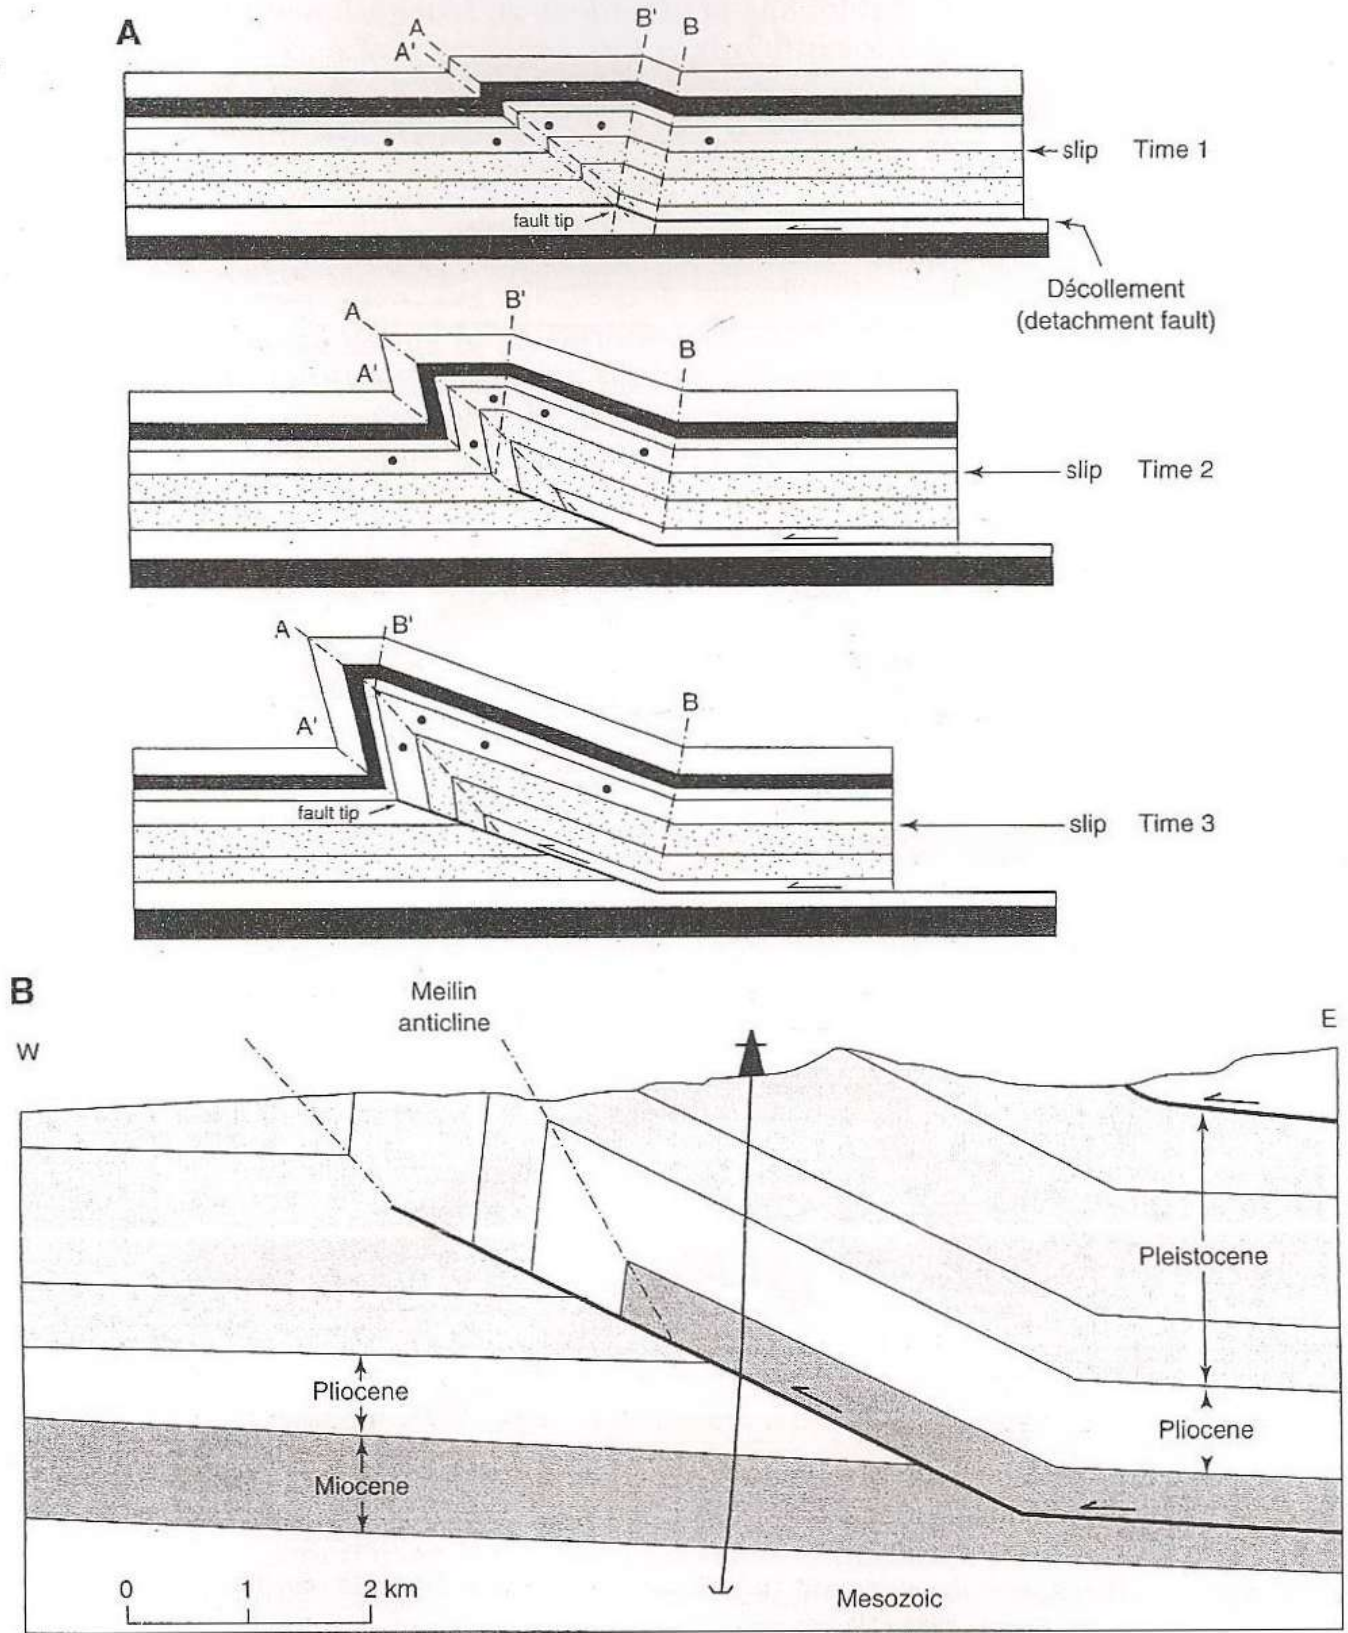 A
A
A'
B'
B
slip Time 1
fault tip
Décollement
(detachment fault)
A
A'
B'
B
slip Time 2
A
B'
A'
B
fault tip
slip Time 3
B
Meilin
anticline
W
E
Pleistocene
Pliocene
Pliocene
Miocene
0 1 2 km
Mesozoic